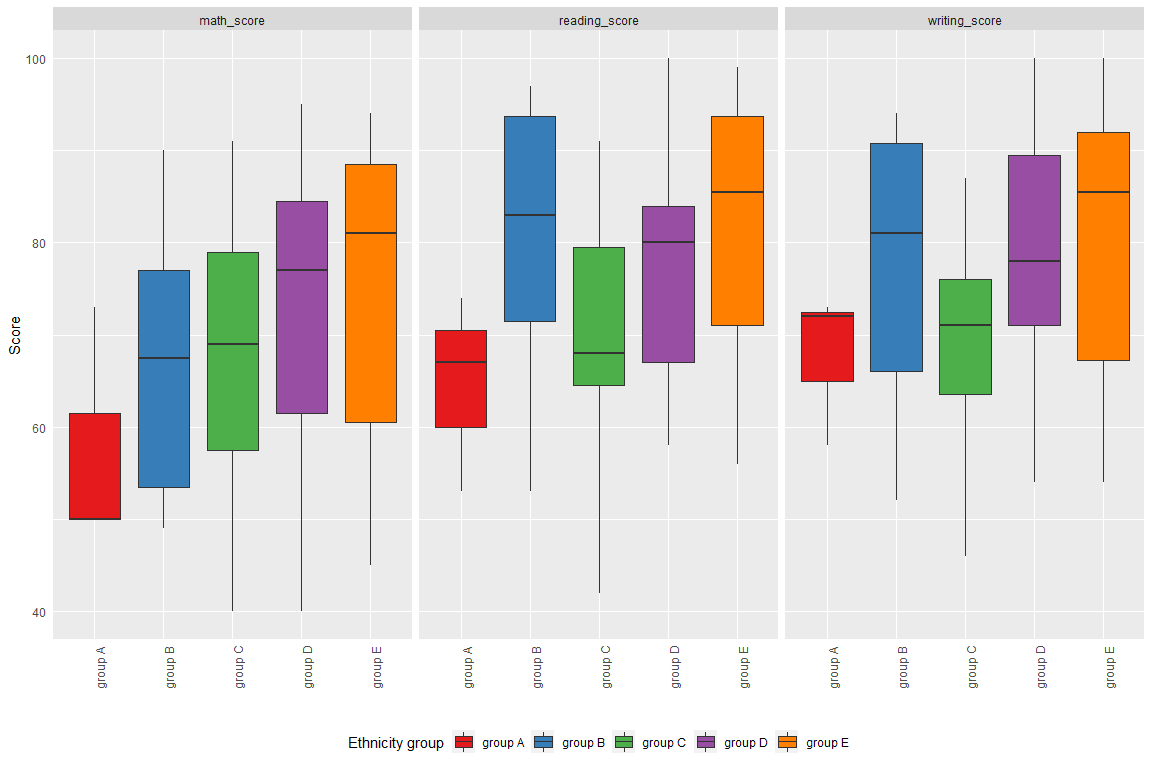 math_score reading_score writing_score
100
80
60
40
Score
group A group B group C group D group E group A group B group C group D group E group A group B group C group D group E
Ethnicity group group A group B group C group D group E